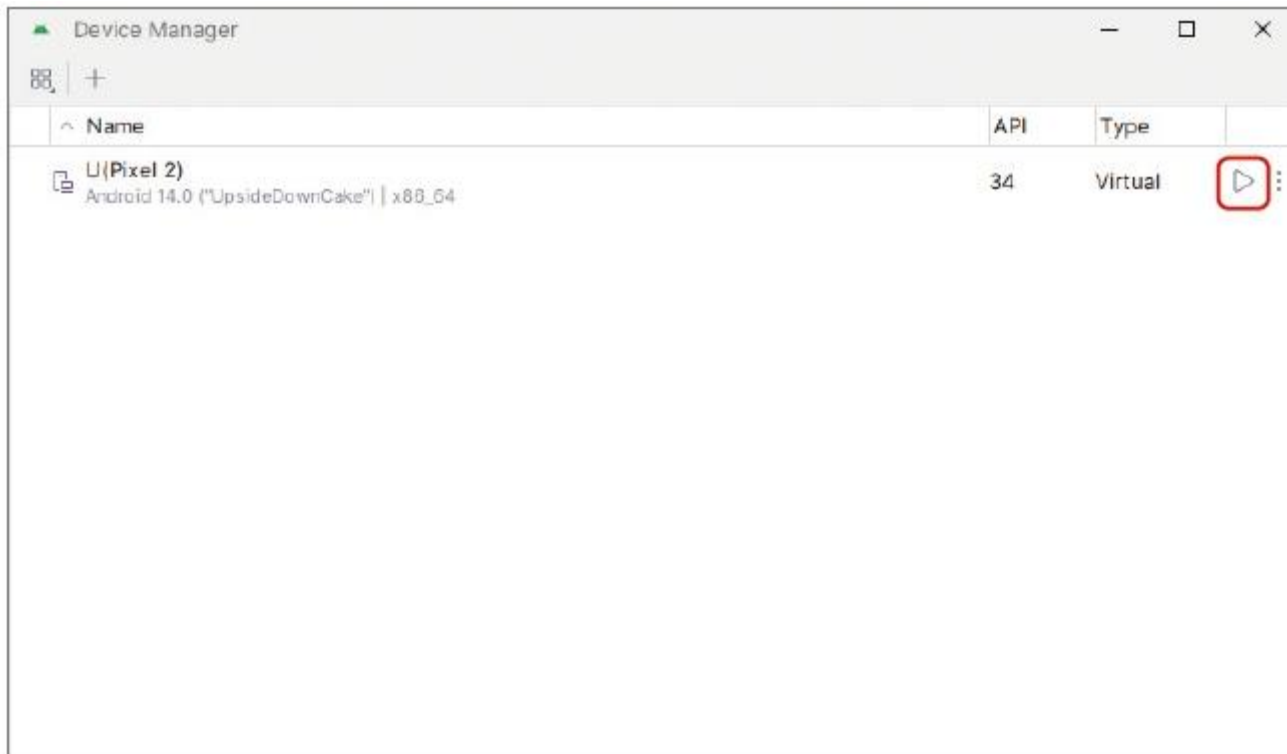 Device Manager
Name API Type
U(Pixel 2) 34 Virtual
Android 14.0 ("UpsideDownCake") | x86_64